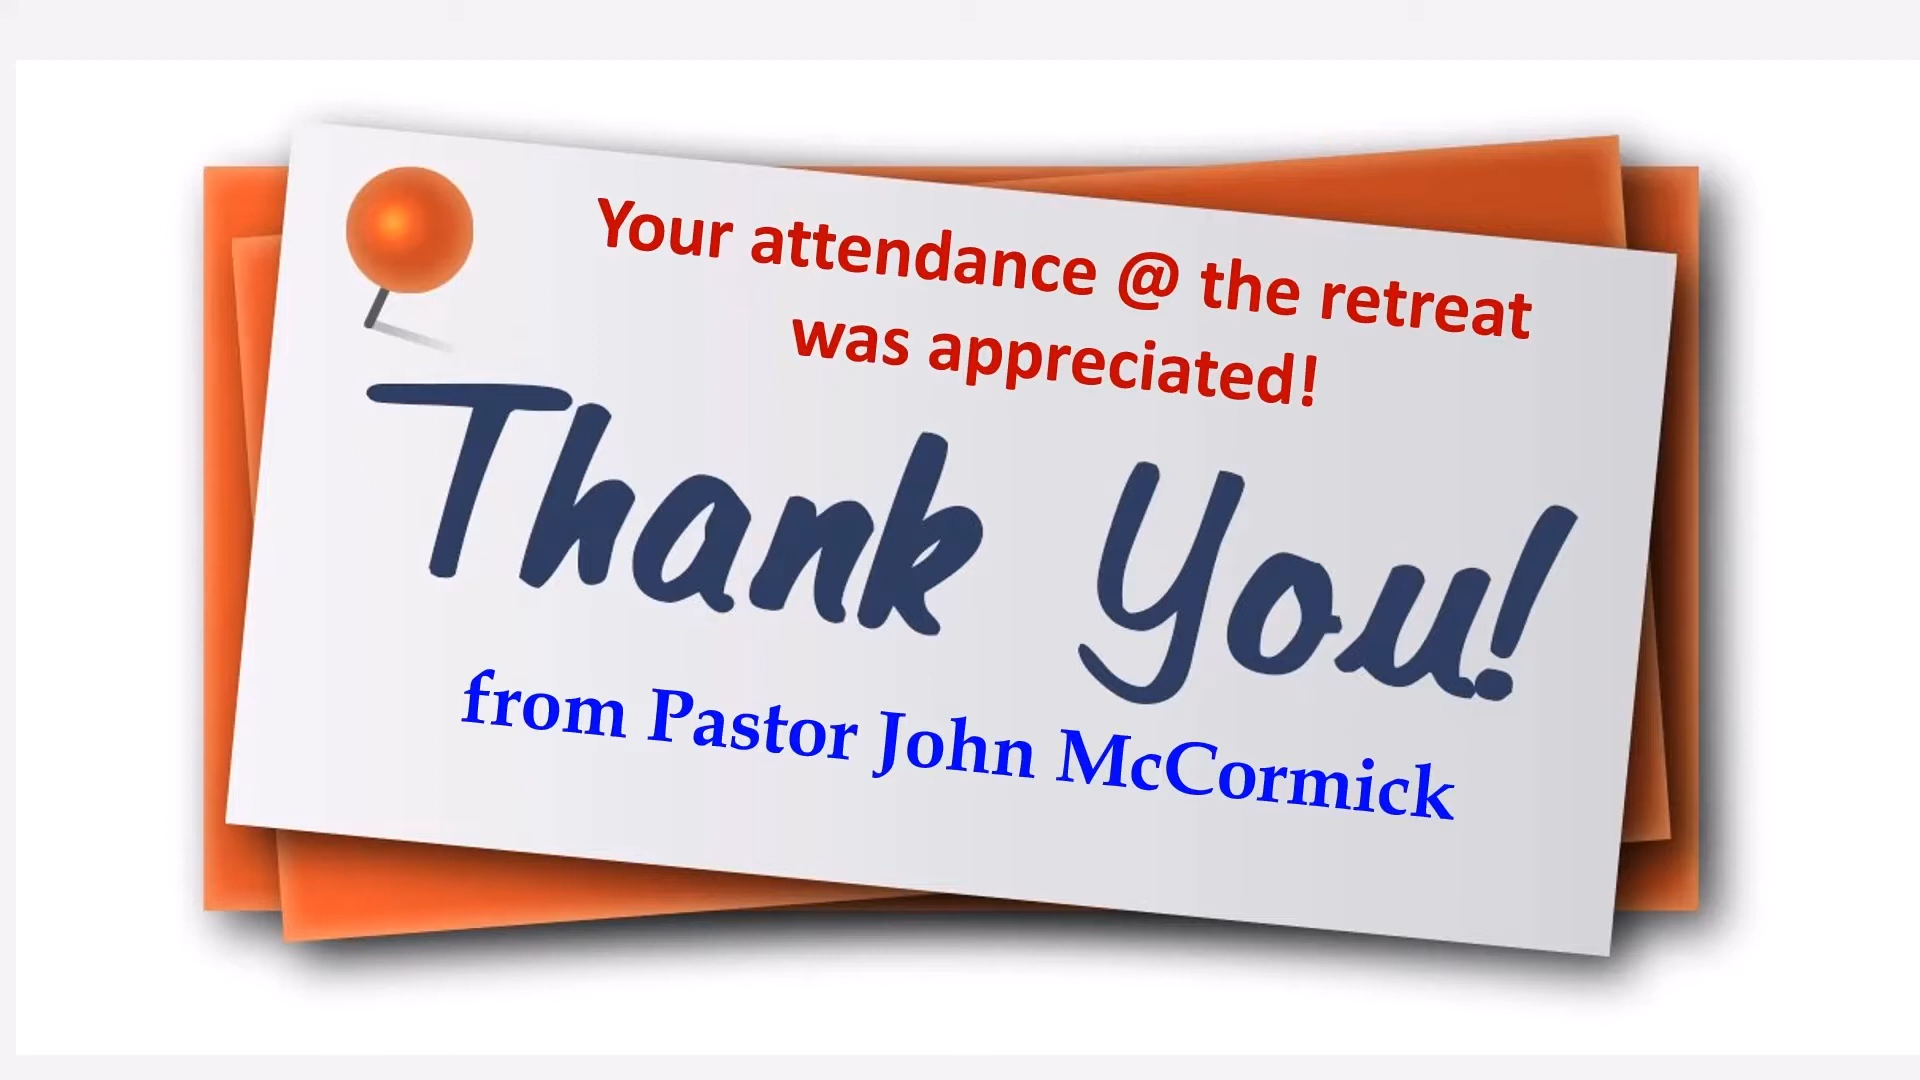 Your attendance @ the retreat
was appreciated!
Thank You!
from Pastor John McCormick